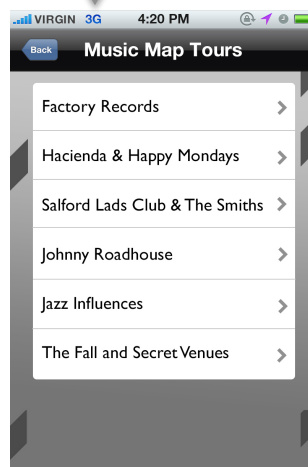 VIRGIN 3G 4:20 PM
Back Music Map Tours
Factory Records
Hacienda & Happy Mondays
Salford Lads Club & The Smiths
Johnny Roadhouse
Jazz Influences
The Fall and Secret Venues